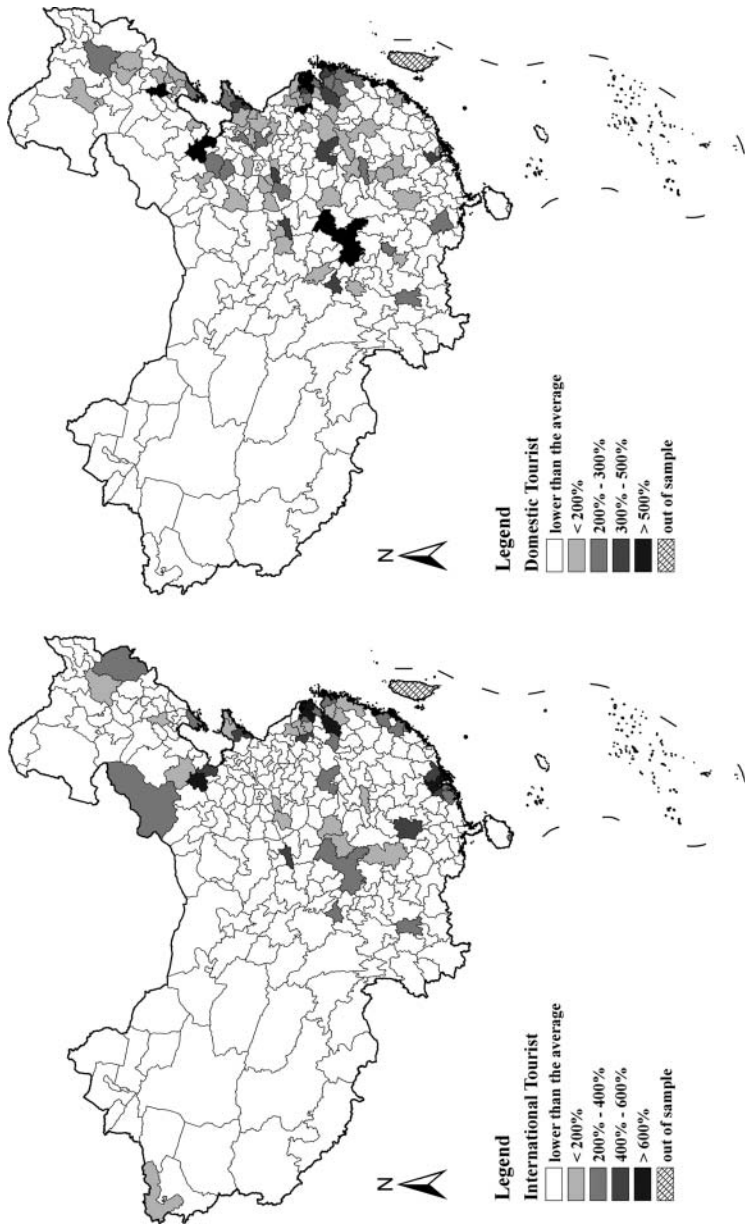 N
Legend
International Tourist
lower than the average
< 200%
200% - 400%
400% - 600%
> 600%
out of sample
N
Legend
Domestic Tourist
lower than the average
< 200%
200% - 300%
300% - 500%
> 500%
out of sample